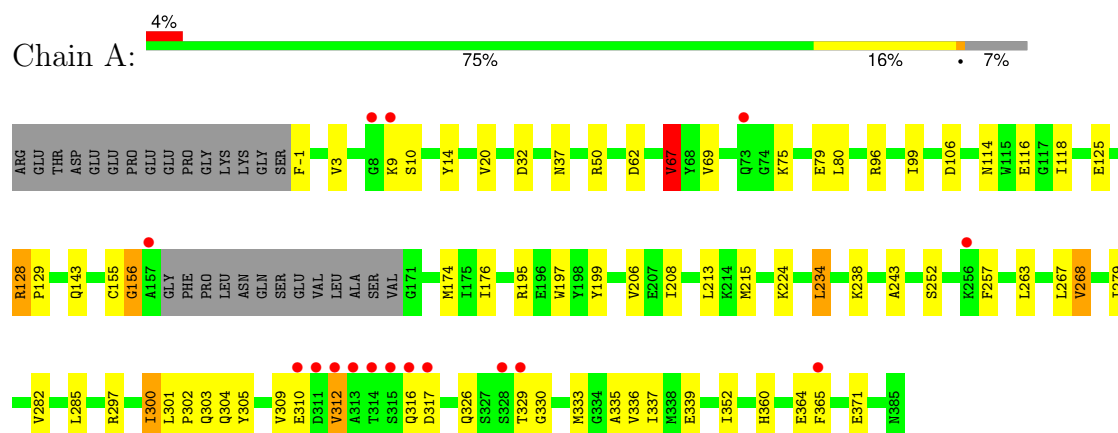 4%
Chain A:
75% 16% • 7%
ARG GLU THR ASP GLU GLU PRO GLU GLU PRO GLY LYS LYS GLY SER F-1 V3 G8 K9 S10 Y14 V20 D32 N37 R50 D62 V67 Y68 V69 Q73 G74 K75 E79 L80 R96 I99 D106 N114 W115 E116 G117 I118 E125
R128 P129 Q143 C155 G156 A157 GLY PHE PRO LEU ASN GLN SER GLU VAL LEU ALA SER VAL G171 M174 I175 I176 R195 E196 W197 Y198 Y199 V206 E207 I208 L213 K214 M215 K224 L234 K238 A243 S252 K256 F257 L263 L267 V268 I279
V282 L285 R297 I300 L301 P302 Q303 Q304 Y305 V309 E310 D311 V312 A313 T314 S315 Q316 D317 Q326 S327 S328 T329 G330 M333 G334 A335 V336 I337 M338 E339 I352 H360 E364 F365 E371 N385